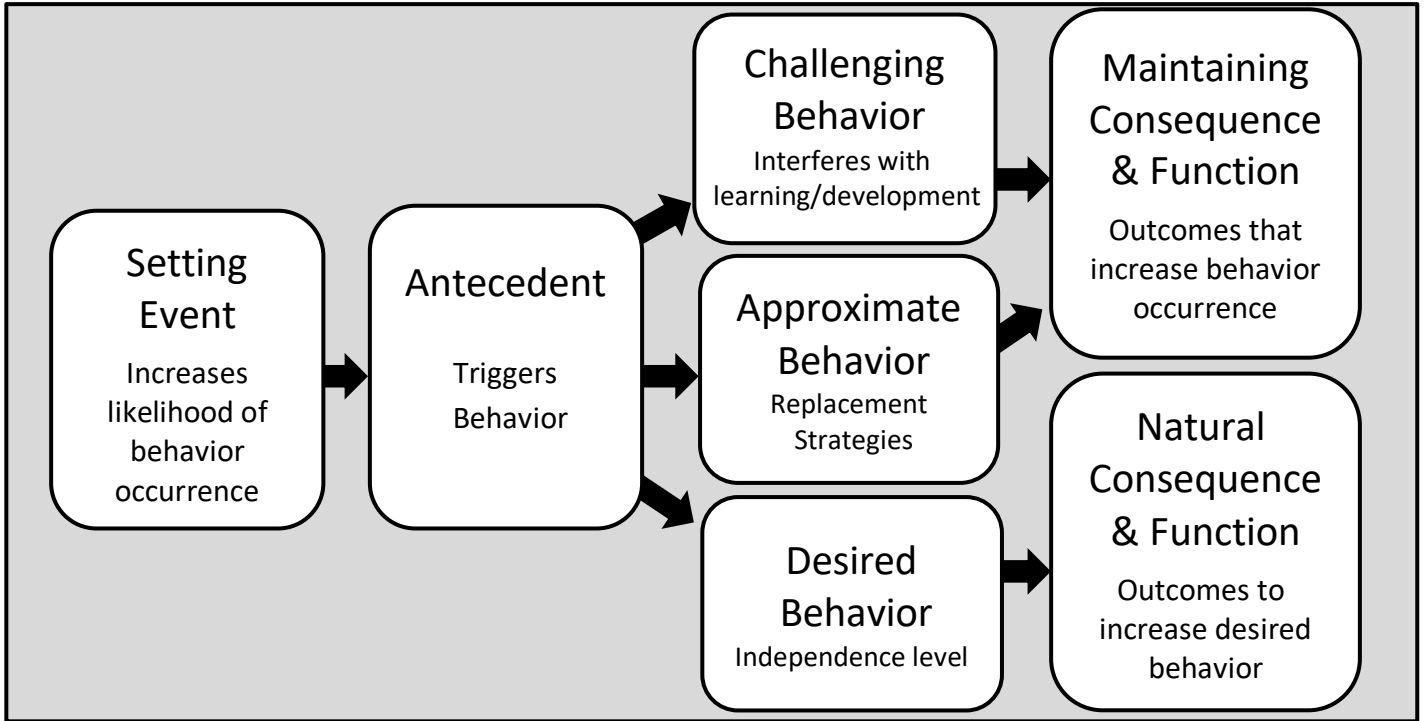 Setting
Event
Increases
likelihood of
behavior
occurrence
Antecedent
Triggers
Behavior
Challenging
Behavior
Interferes with
learning/development
Approximate
Behavior
Replacement
Strategies
Desired
Behavior
Independence level
Maintaining
Consequence
& Function
Outcomes that
increase behavior
occurrence
Natural
Consequence
& Function
Outcomes to
increase desired
behavior